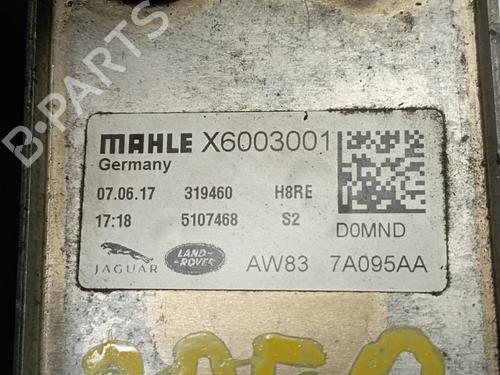 B-PARTS
MAHLE X6003001
Germany
07.06.17 319460 H8RE
17:18 5107468 S2
D0MND
JAGUAR LAND-ROVER AW83 7A095AA